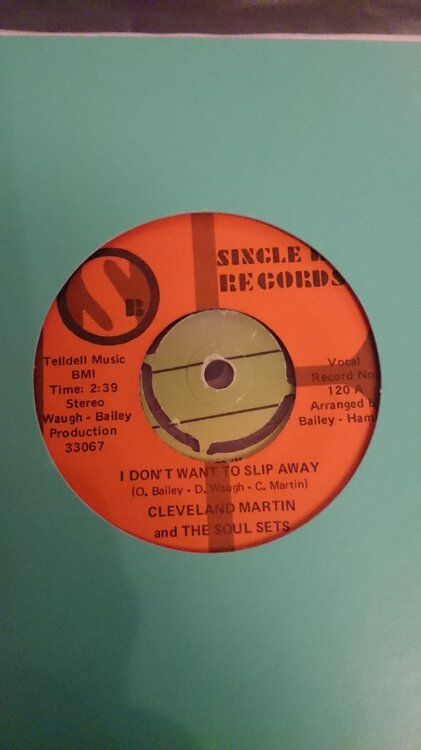 SINGLE
RECORDS
SR
Telldell Music
BMI
Time: 2:39
Stereo
Waugh - Bailey
Production
33067
Vocal
Record No.
120 A
Arranged
Bailey - Ham
I DON'T WANT TO SLIP AWAY
(O. Bailey - D. Waugh - C. Martin)
CLEVELAND MARTIN
and THE SOUL SETS